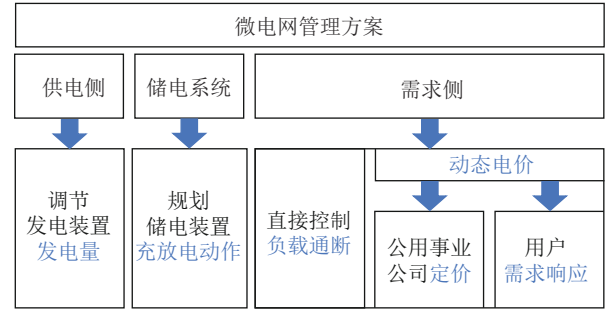 微电网管理方案
供电侧
储电系统
需求侧
调节
发电装置
发电量
规划
储电装置
充放电动作
直接控制
负载通断
动态电价
公用事业
公司定价
用户
需求响应